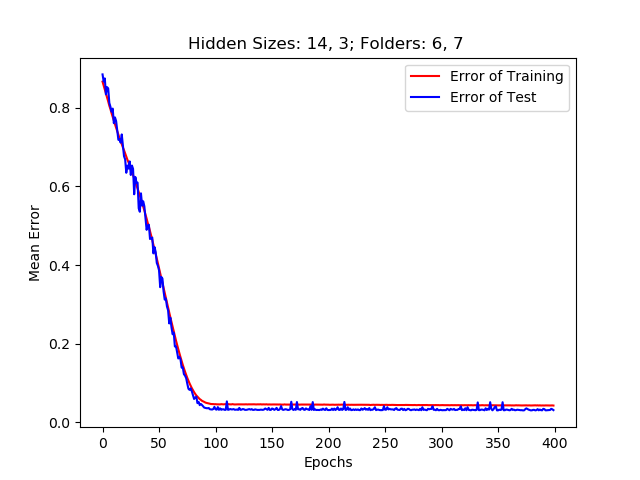 Hidden Sizes: 14, 3; Folders: 6, 7
Error of Training
Error of Test
Mean Error
0.8
0.6
0.4
0.2
0.0
0 50 100 150 200 250 300 350 400
Epochs